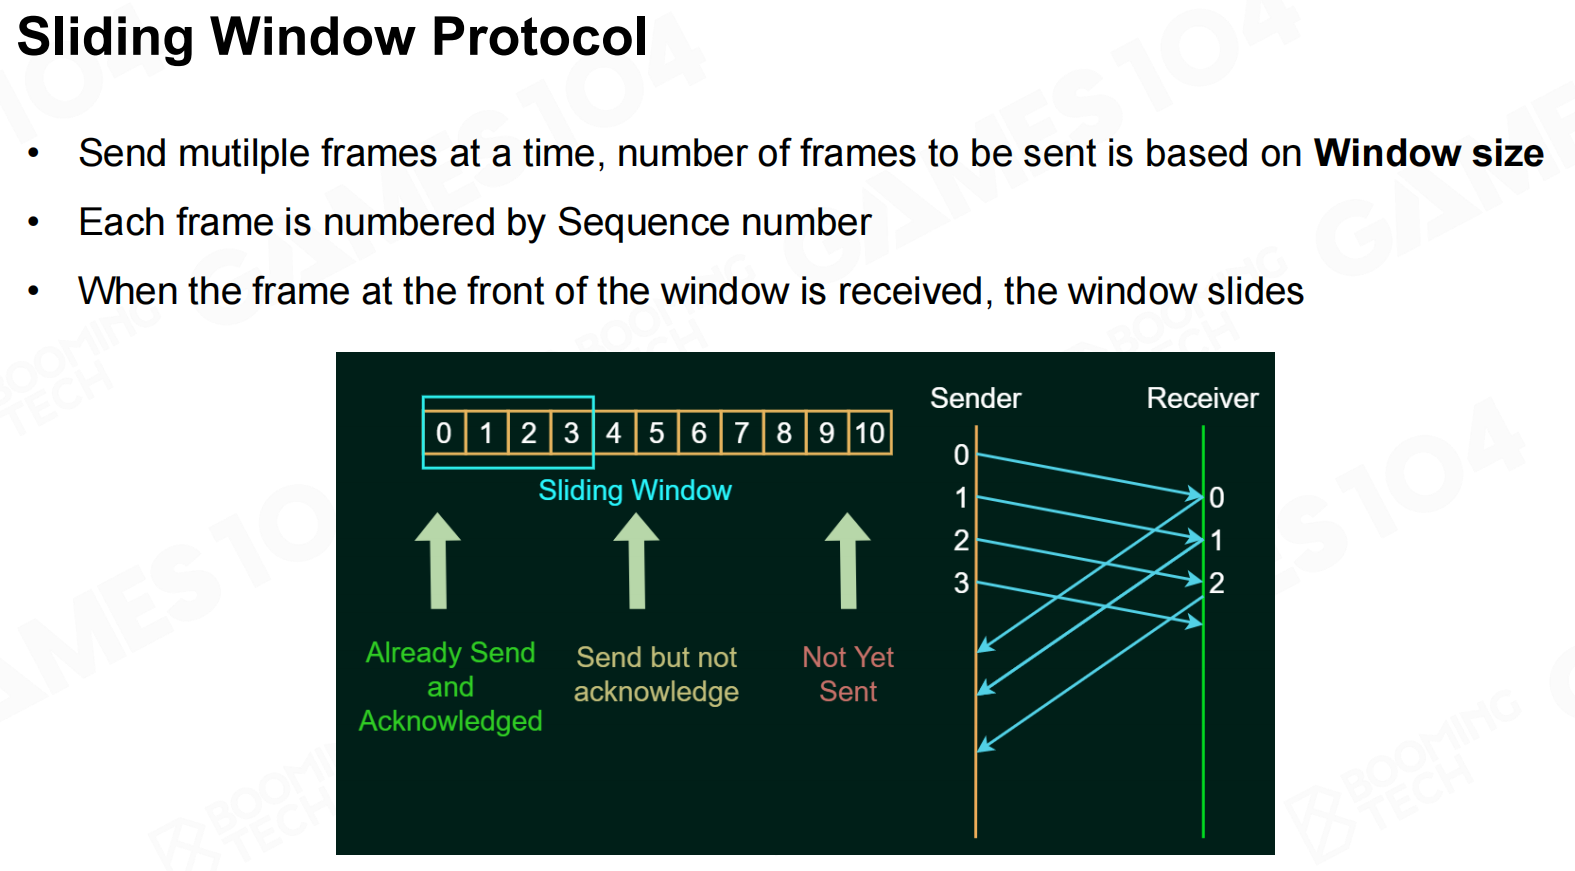 Sliding Window Protocol
• Send mutilple frames at a time, number of frames to be sent is based on Window size
• Each frame is numbered by Sequence number
• When the frame at the front of the window is received, the window slides
Sender Receiver
0 1 2 3 4 5 6 7 8 9 10
Sliding Window
0
1
2
3
0
1
2
Already Send
and
Acknowledged
Send but not
acknowledge
Not Yet
Sent
GAMES104
BOOMING
TECH